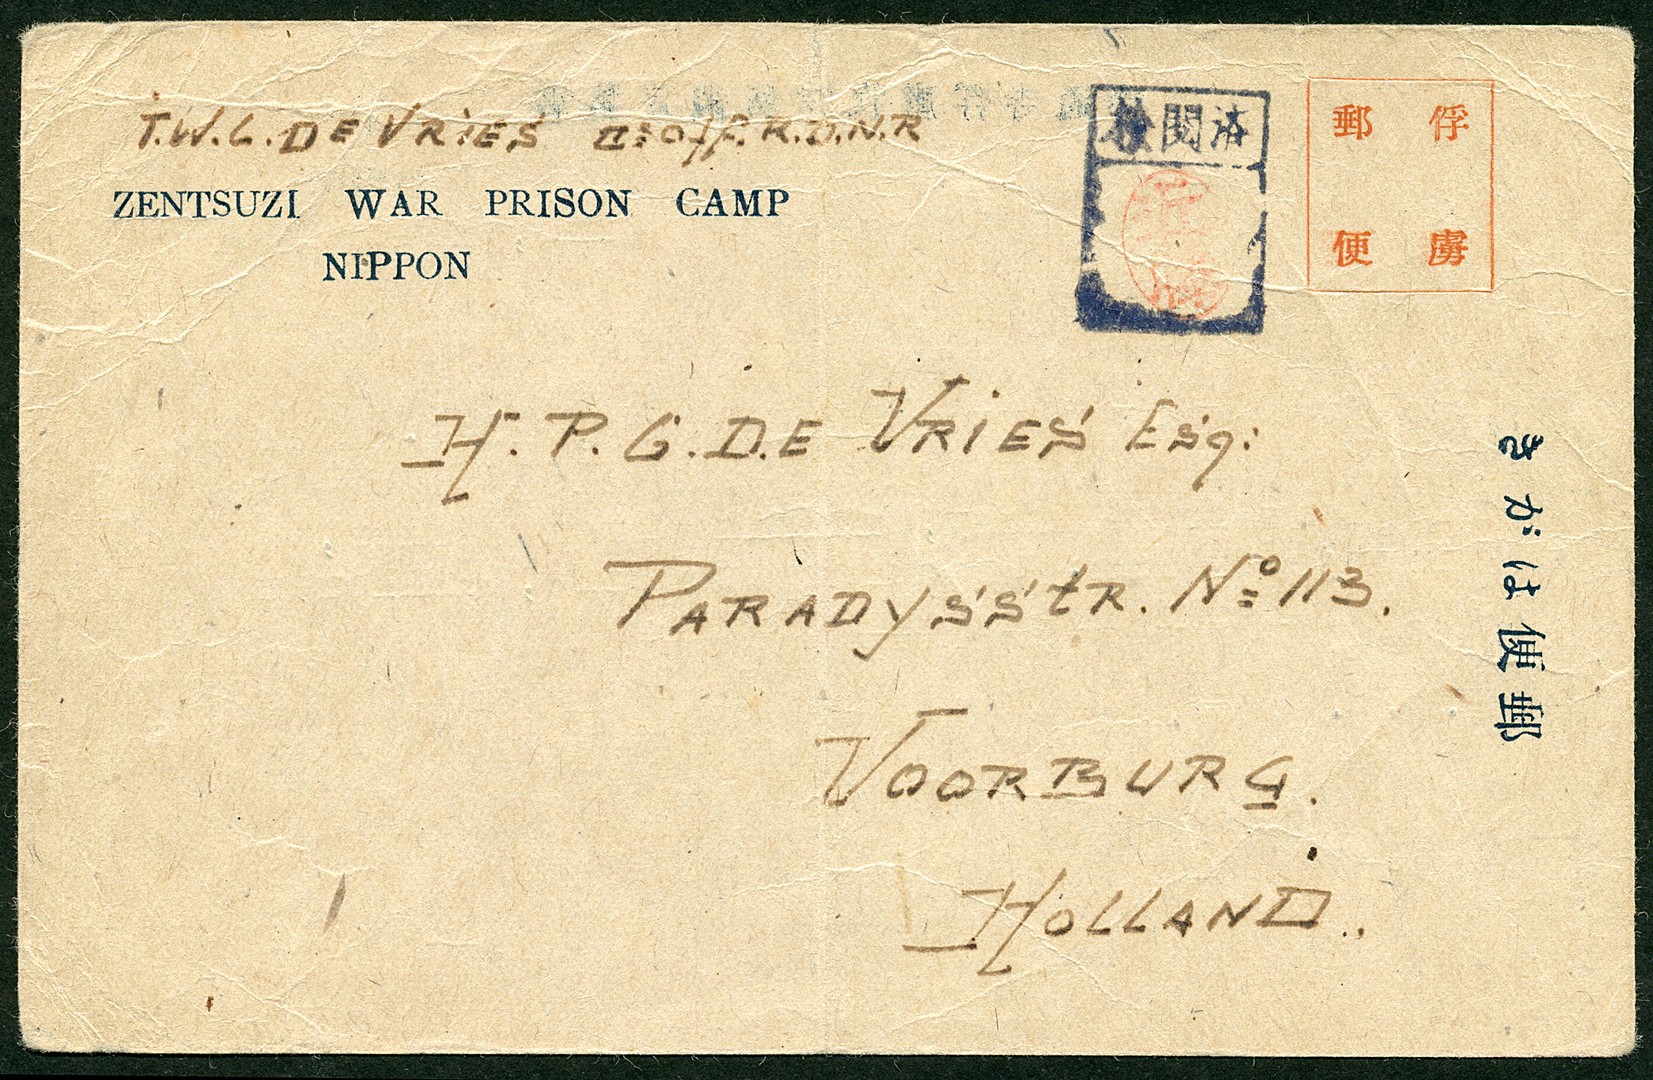 T.W.L. DE VRIES off. R.D.N.R
ZENTSUZI WAR PRISON CAMP
NIPPON
検閲済
俘虜
郵便
H. P. G. DE VRIES Esq:
PARADYSSTR. Nº 113.
VOORBURG.
HOLLAND..
郵便はがき